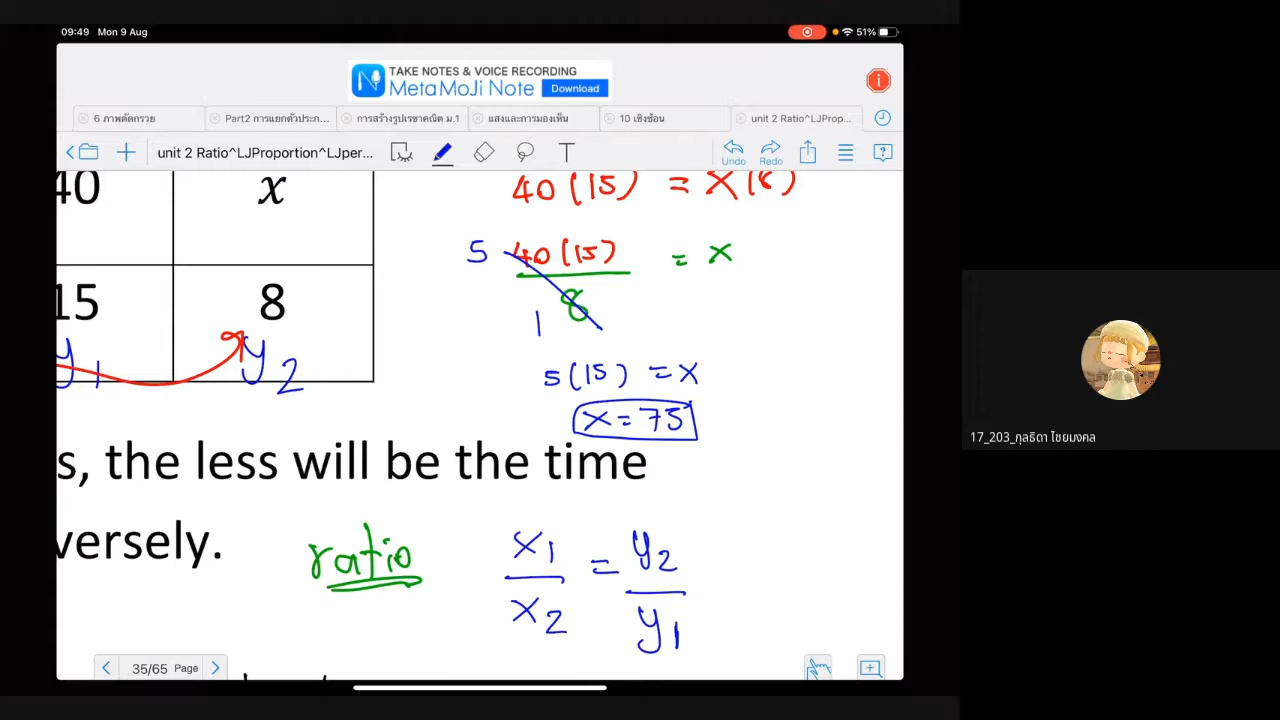 09:49 Mon 9 Aug
51%
TAKE NOTES & VOICE RECORDING
MetaMoJi Note Download
6 ภาพตัดกรวย
Part2 การแยกตัวประก...
การสร้างรูปเรขาคณิต ม.1
แสงและการมองเห็น
10 เชิงซ้อน
unit 2 Ratio^LJProp...
unit 2 Ratio^LJProportion^LJper...
T
Undo
Redo
40 x
40 (15) = x (8)
5 40 (15) = x
1 8
15 8
y1 y2
5 (15) = x
x = 75
s, the less will be the time
versely.
ratio
x1 = y2
x2 y1
35/65 Page
17_203_กุลธิดา ไชยมงคล